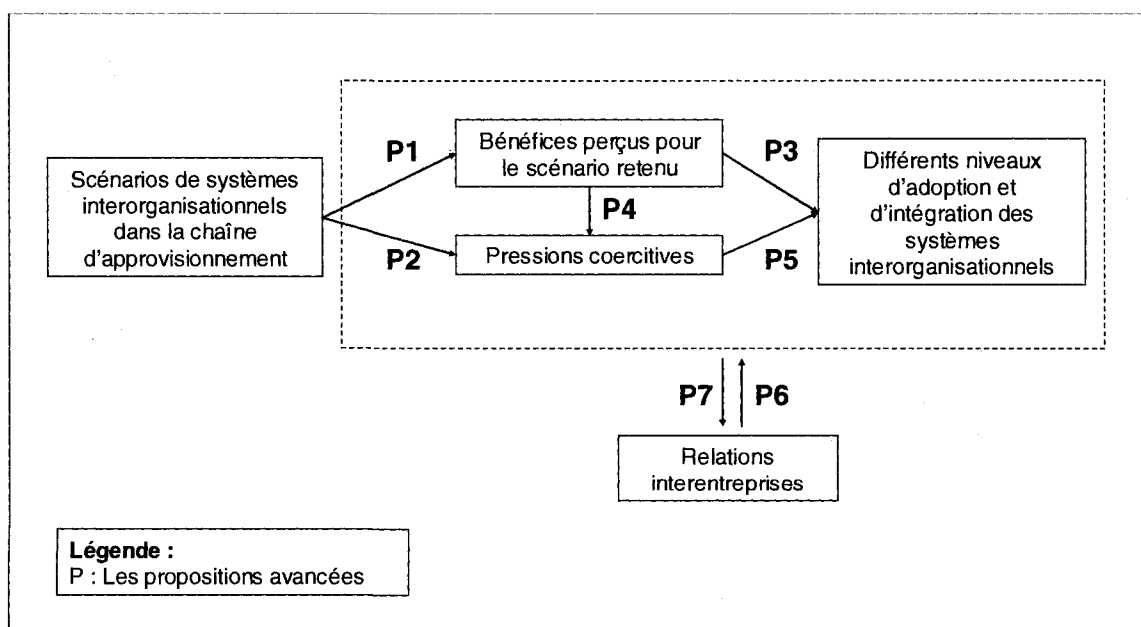 Scénarios de systèmes
interorganisationnels
dans la chaîne
d'approvisionnement
P1
P2
Bénéfices perçus pour
le scénario retenu
P4
Pressions coercitives
P3
P5
Différents niveaux
d'adoption et
d'intégration des
systèmes
interorganisationnels
P7
P6
Relations
interentreprises
Légende :
P : Les propositions avancées